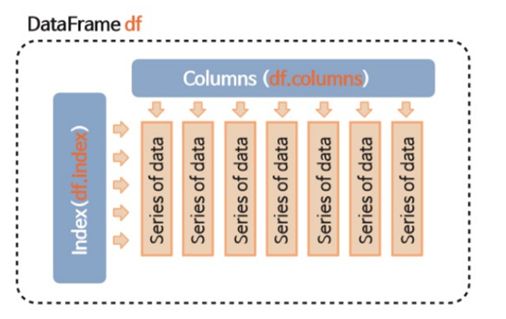 DataFrame df
Columns (df.columns)
Index(df.index)
Series of data
Series of data
Series of data
Series of data
Series of data
Series of data
Series of data